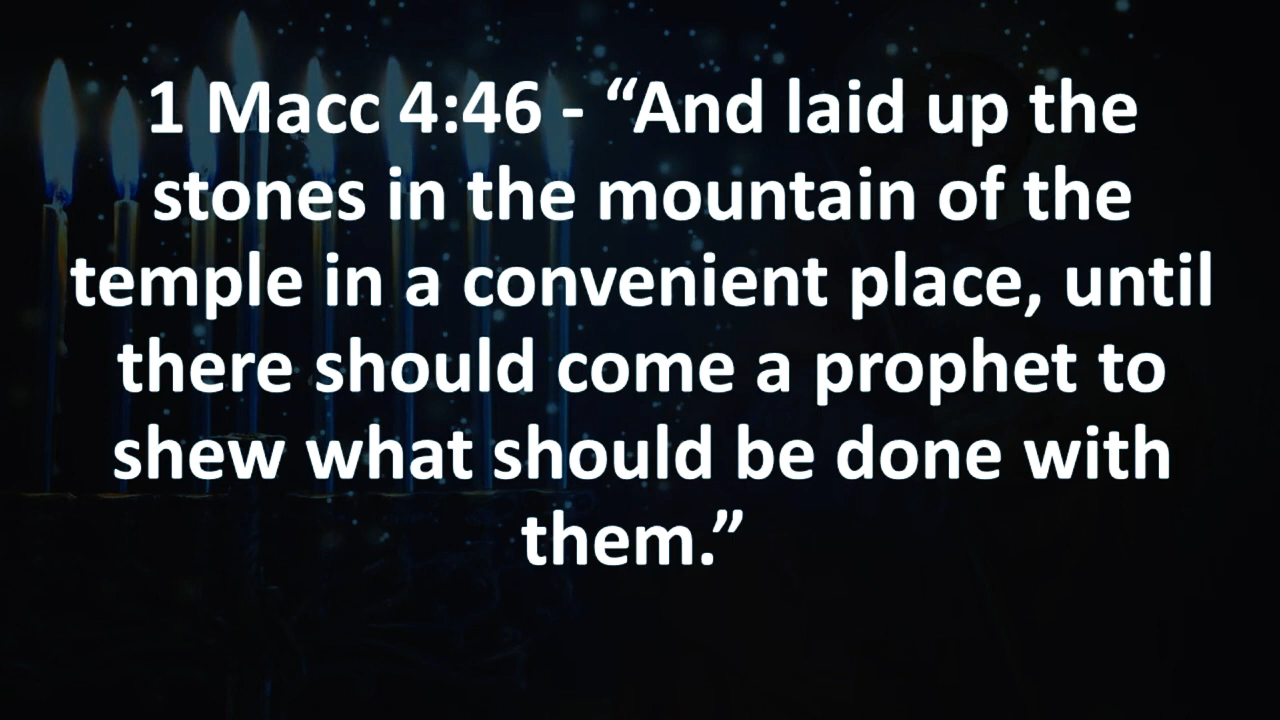 1 Macc 4:46 - “And laid up the
stones in the mountain of the
temple in a convenient place, until
there should come a prophet to
shew what should be done with
them.”